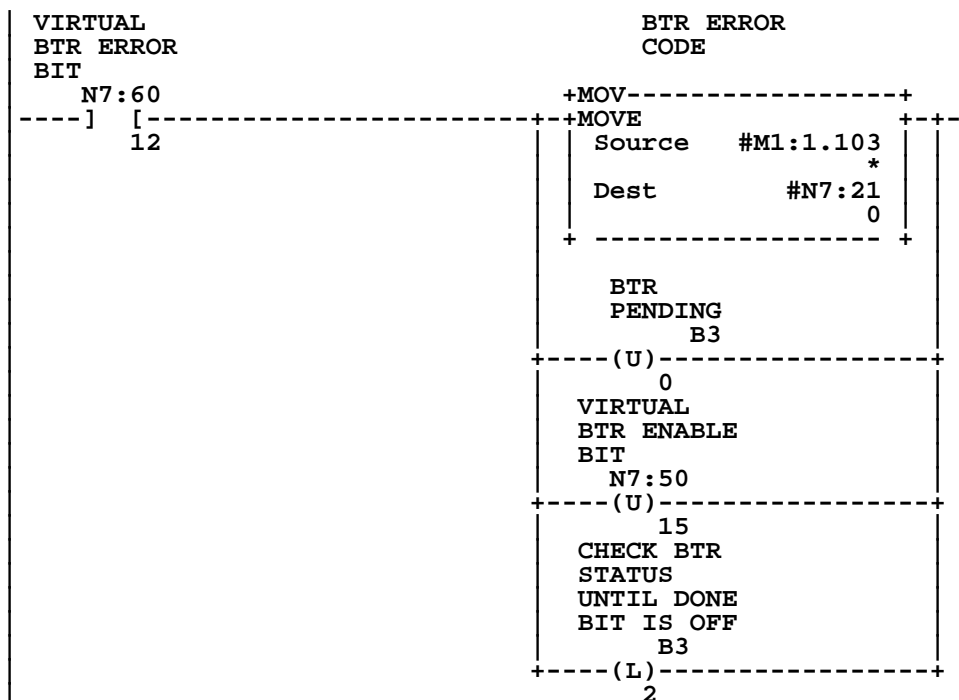 VIRTUAL BTR ERROR
BTR ERROR CODE
BIT
N7:60 +MOV-----------------+
----] [------------------------+-+MOVE +-+-
12 | | Source #M1:1.103 | |
| | * | |
| | Dest #N7:21 | |
| | 0 | |
| + ------------------ + |
BTR
PENDING
B3
+----(U)-----------------+
0
VIRTUAL
BTR ENABLE
BIT
N7:50
+----(U)-----------------+
15
CHECK BTR
STATUS
UNTIL DONE
BIT IS OFF
B3
+----(L)-----------------+
2